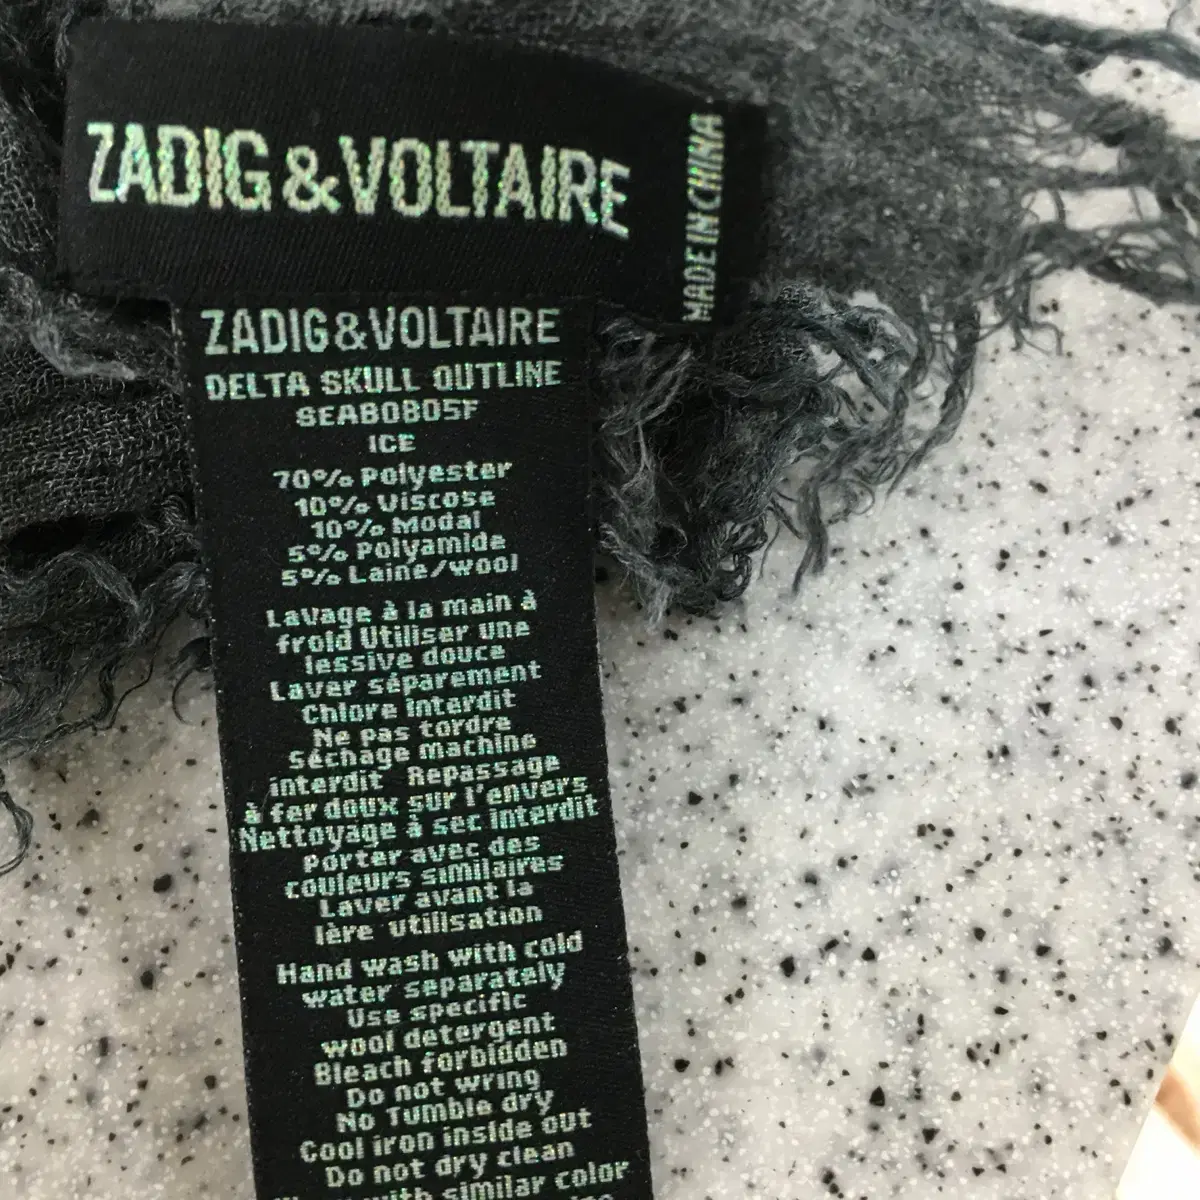 ZADIG&VOLTAIRE
MADE IN CHINA
ZADIG&VOLTAIRE
DELTA SKULL OUTLINE
SEAB0805F
ICE
70% Polyester
10% Viscose
10% Modal
5% Polyamide
5% Laine/wool
Lavage à la main à
froid Utiliser une
lessive douce
Laver séparement
Chlore interdit
Ne pas tordre
Séchage machine
interdit Repassage
à fer doux sur l'envers
Nettoyage à sec interdit
Porter avec des
couleurs similaires
Laver avant la
1ère utilisation
Hand wash with cold
water separately
Use specific
wool detergent
Bleach forbidden
Do not wring
No Tumble dry
Cool iron inside out
Do not dry clean
with similar color